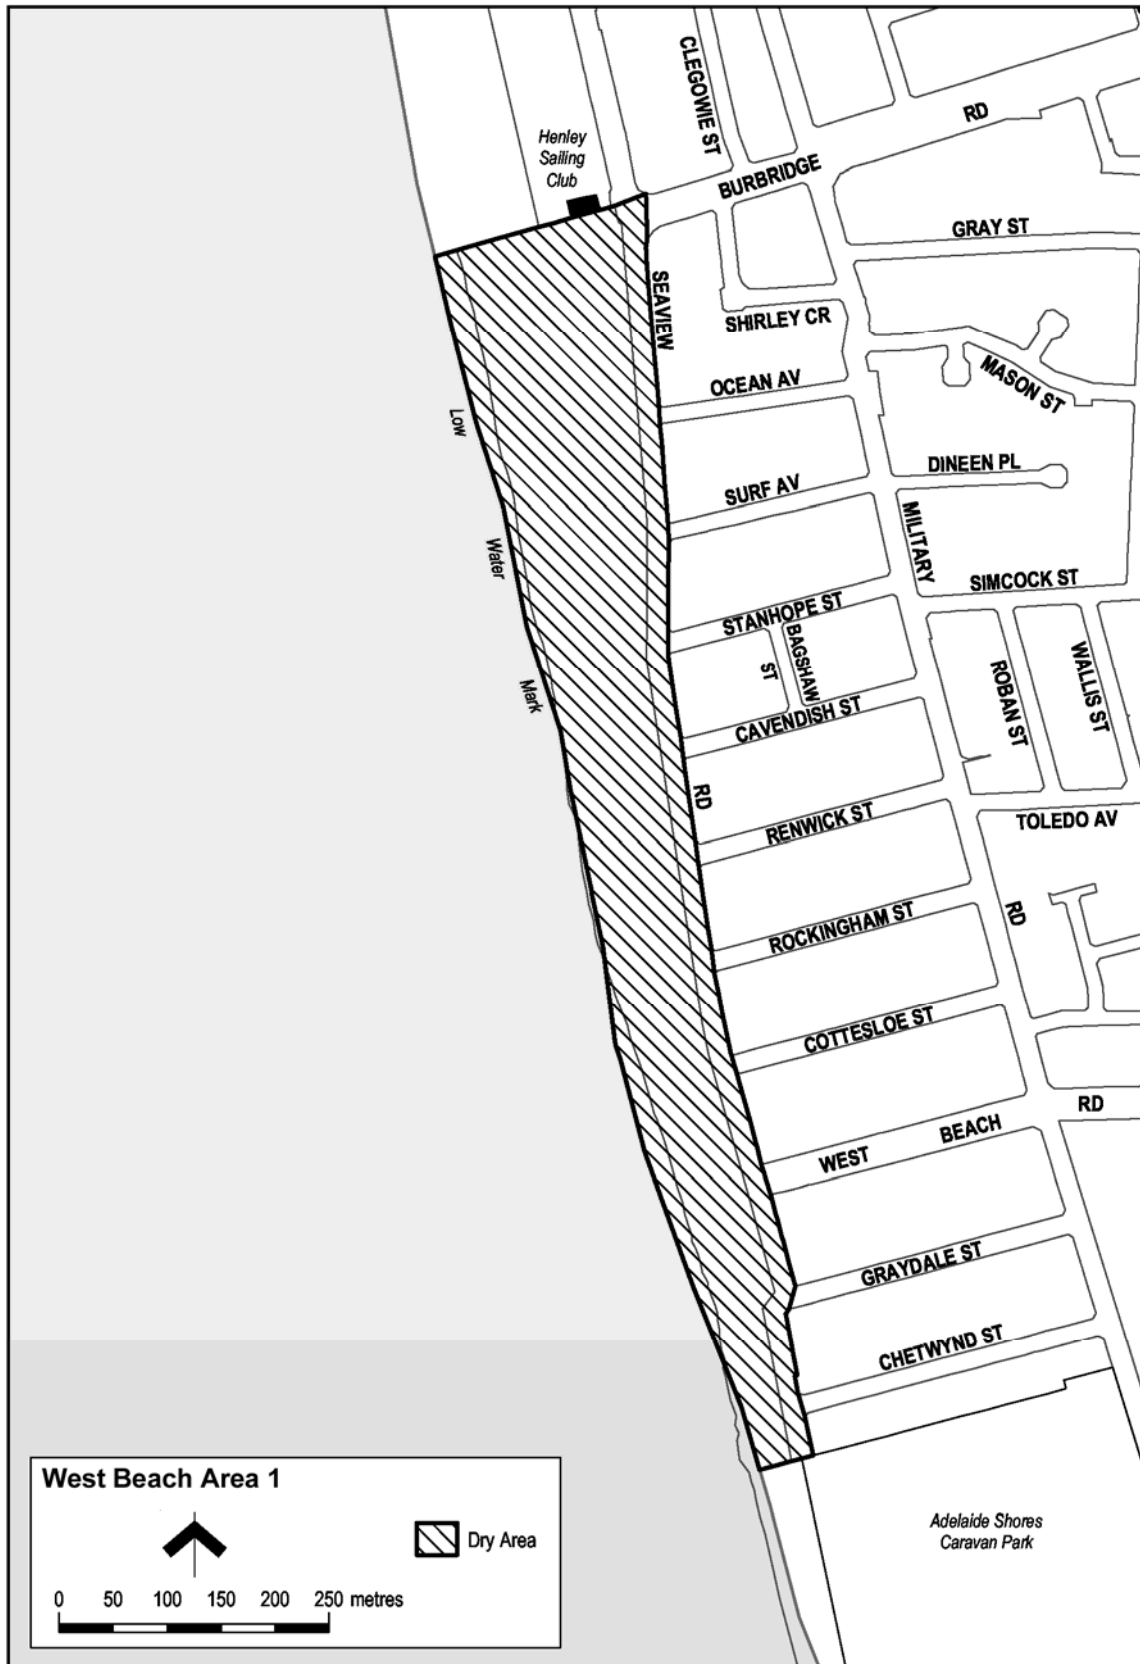 CLEGOWIE ST
RD
Henley
Sailing
Club
BURBRIDGE
GRAY ST
SEAVIEW
SHIRLEY CR
OCEAN AV
MASON ST
Low
DINEEN PL
SURF AV
MILITARY
Water
SIMCOCK ST
STANHOPE ST
BAGSHAW
ST
WALLIS ST
ROBAN ST
Mark
CAVENDISH ST
RD
RENWICK ST
TOLEDO AV
ROCKINGHAM ST
RD
COTTESLOE ST
RD
BEACH
WEST
GRAYDALE ST
CHETWYND ST
West Beach Area 1
Dry Area
0 50 100 150 200 250 metres
Adelaide Shores
Caravan Park